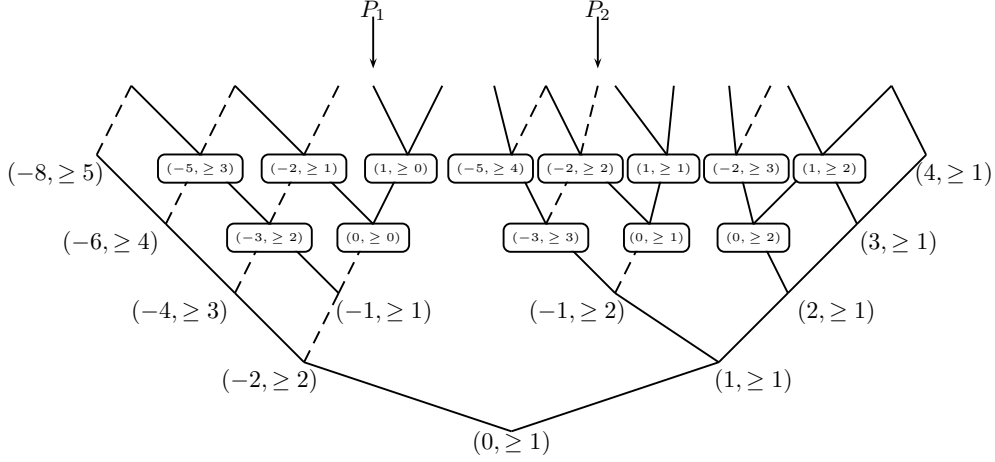 P₁ P₂
(−8, ≥ 5) (−5, ≥ 3) (−2, ≥ 1) (1, ≥ 0) (−5, ≥ 4) (−2, ≥ 2) (1, ≥ 1) (−2, ≥ 3) (1, ≥ 2) (4, ≥ 1)
(−6, ≥ 4) (−3, ≥ 2) (0, ≥ 0) (−3, ≥ 3) (0, ≥ 1) (0, ≥ 2) (3, ≥ 1)
(−4, ≥ 3) (−1, ≥ 1) (−1, ≥ 2) (2, ≥ 1)
(−2, ≥ 2) (1, ≥ 1)
(0, ≥ 1)